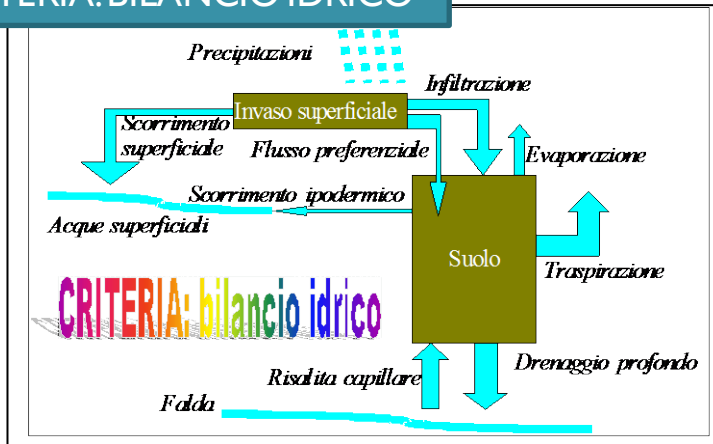 CRITERIA: BILANCIO IDRICO
Precipitazioni
Infiltrazione
Invaso superficiale
Scorrimento
superficiale
Flusso preferenziale
Evaporazione
Scorrimento ipodermico
Acque superficiali
Suolo
Traspirazione
CRITERIA: bilancio idrico
Drenaggio profondo
Risalita capillare
Falda